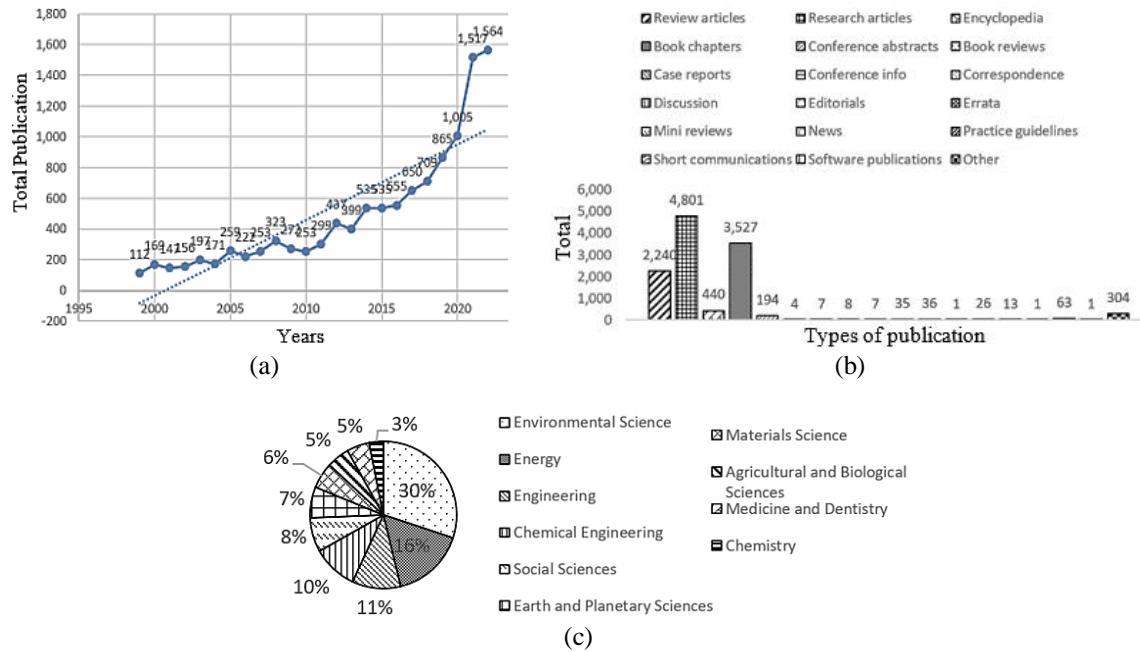 Total Publication
1,800
1,600
1,400
1,200
1,000
800
600
400
200
0
-200
112
169
147
156
197
171
259
222
253
323
272
253
299
437
399
535
535
555
650
709
865
1,005
1,517
1,564
1995
2000
2005
2010
2015
2020
Years
(a)
Review articles Research articles Encyclopedia
Book chapters Conference abstracts Book reviews
Case reports Conference info Correspondence
Discussion Editorials Errata
Mini reviews News Practice guidelines
Short communications Software publications Other
Total
6,000
5,000
4,000
3,000
2,000
1,000
0
2,240 4,801 440 3,527 194 4 7 8 7 35 36 1 26 13 1 63 1 304
Types of publication
(b)
30%
16%
11%
10%
8%
7%
6%
5%
5%
3%
Environmental Science
Energy
Engineering
Chemical Engineering
Social Sciences
Earth and Planetary Sciences
Materials Science
Agricultural and Biological
Sciences
Medicine and Dentistry
Chemistry
(c)